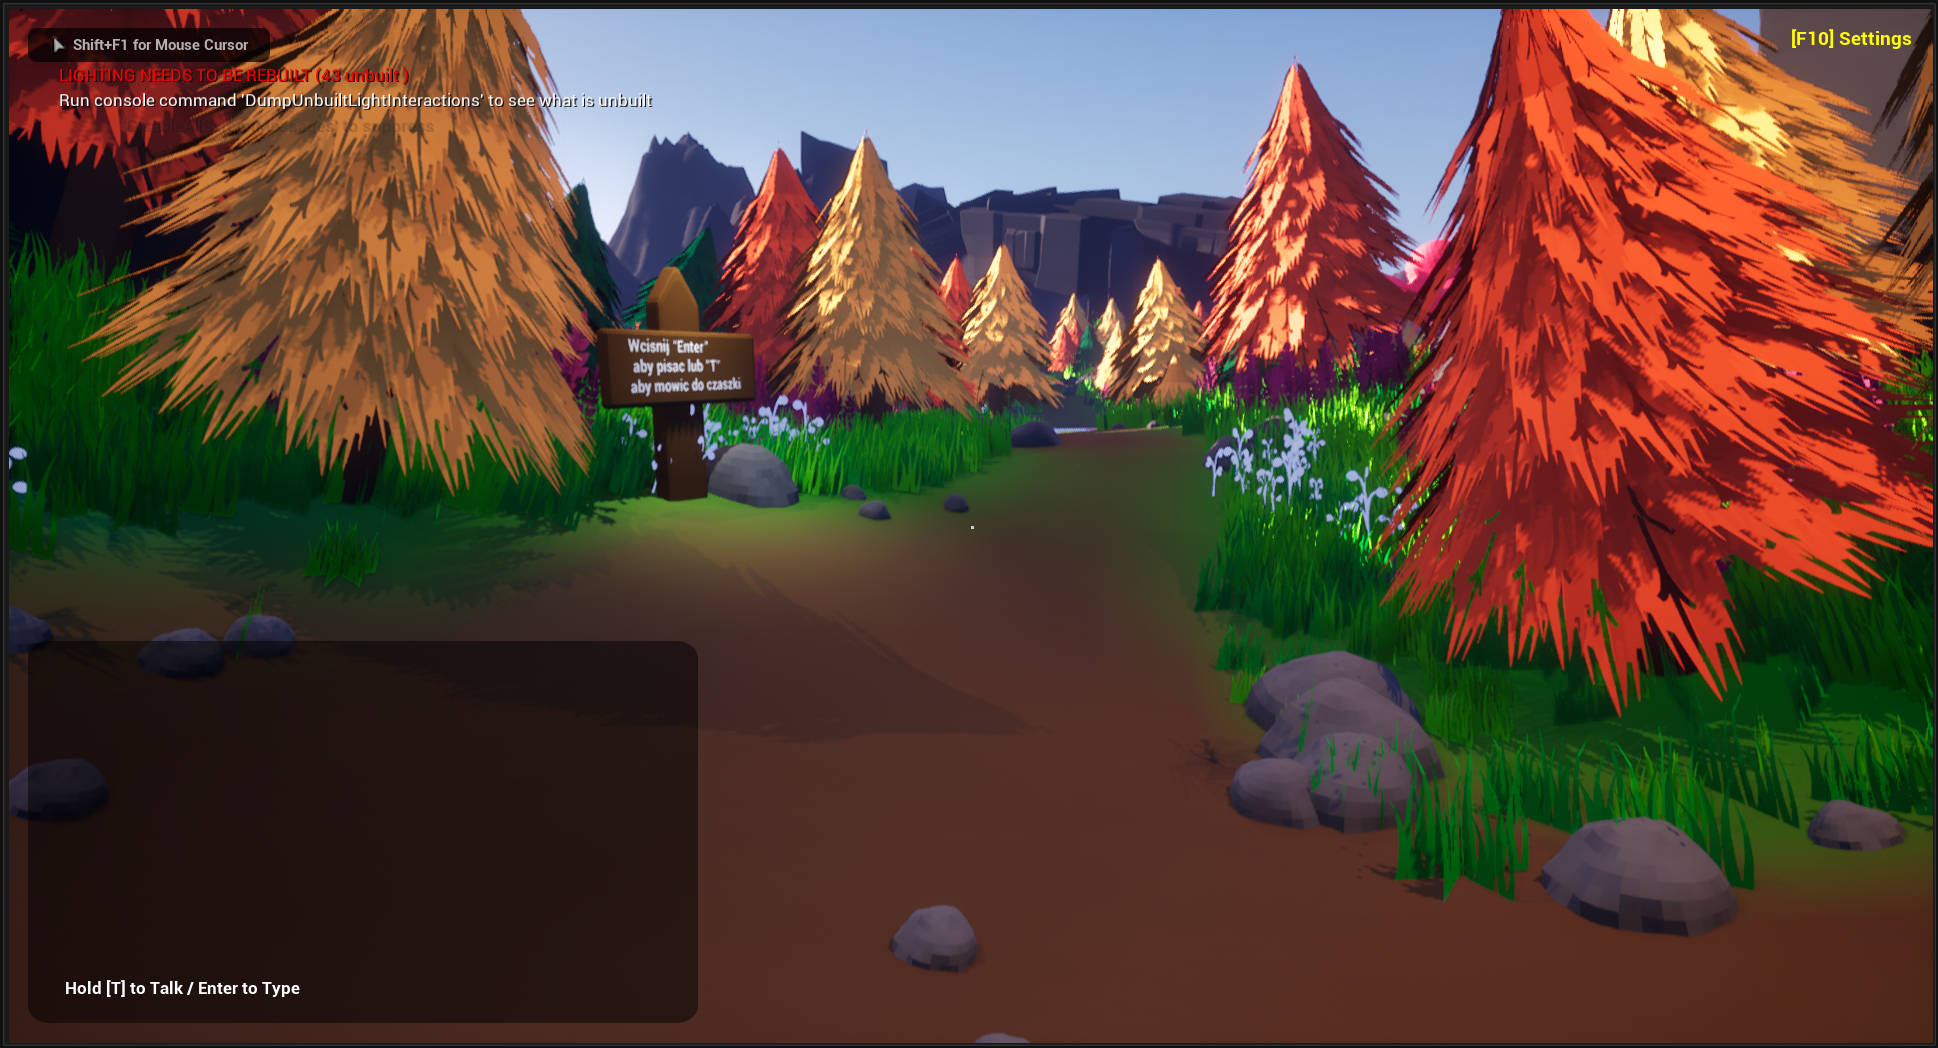 Shift+F1 for Mouse Cursor
[F10] Settings
LIGHTING NEEDS TO BE REBUILT (43 unbuilt )
Run console command 'DumpUnbuiltLightInteractions' to see what is unbuilt
to suppress
Wcisnij "Enter"
aby pisac lub "T"
aby mowic do czaszki
Hold [T] to Talk / Enter to Type